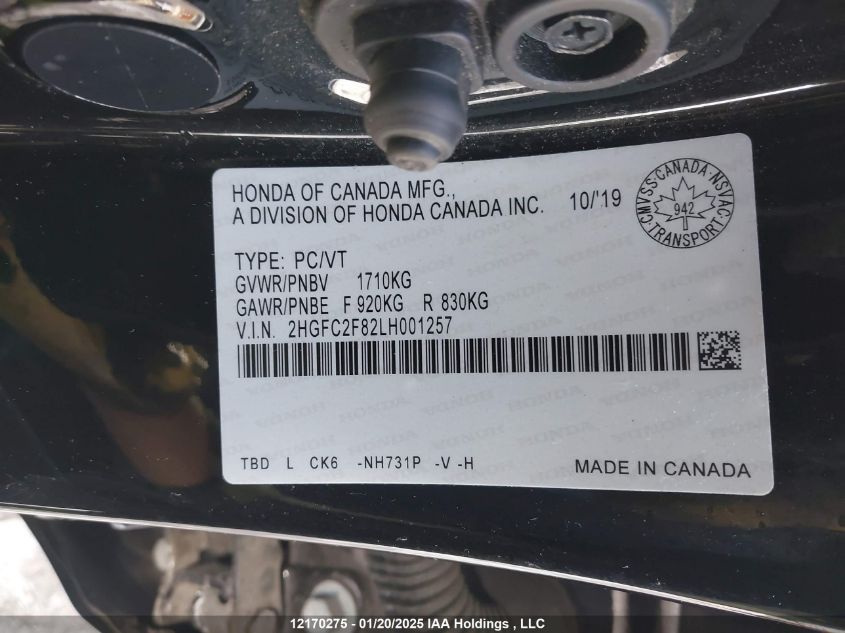 HONDA OF CANADA MFG.,
A DIVISION OF HONDA CANADA INC. 10/'19
CMVSS·CANADA·NSVAC·TRANSPORT·
942
TYPE: PC/VT
GVWR/PNBV 1710KG
GAWR/PNBE F 920KG R 830KG
V.I.N. 2HGFC2F82LH001257
TBD L CK6 -NH731P -V -H
MADE IN CANADA
12170275 - 01/20/2025 IAA Holdings , LLC